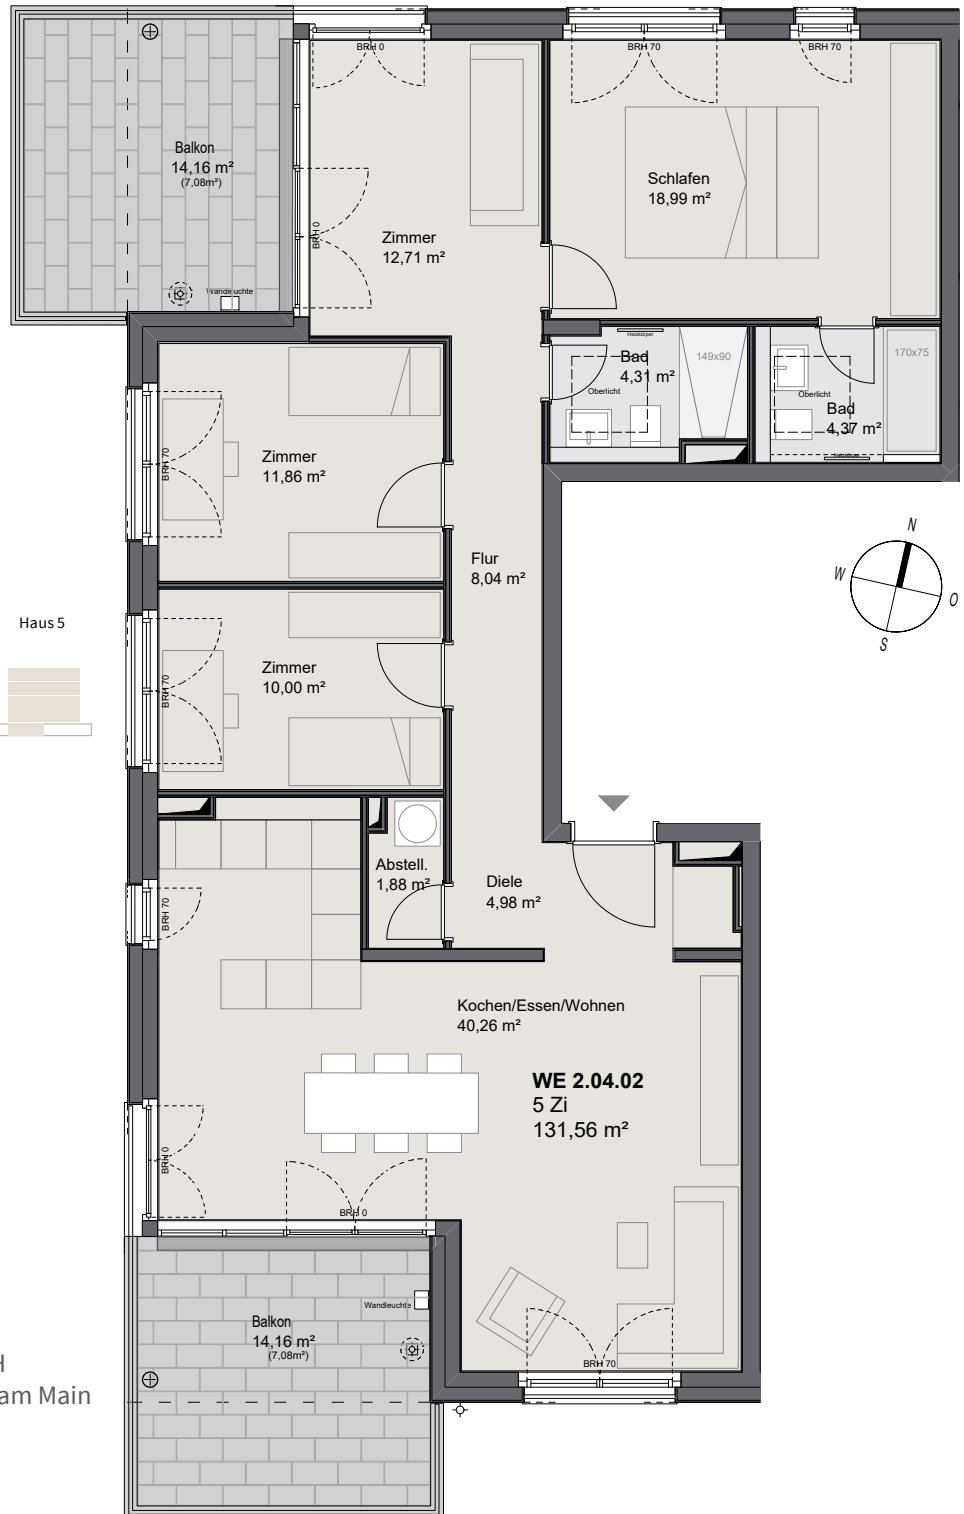 BRH 0
BRH 70
BRH 70
Balkon
14,16 m²
(7,08m²)
Wandleuchte
BRH 0
Zimmer
12,71 m²
Schlafen
18,99 m²
Heizkörper
Bad
4,31 m²
Oberlicht
149x90
170x75
Oberlicht
Bad
4,37 m²
Heizkörper
BRH 70
Zimmer
11,86 m²
Flur
8,04 m²
N
W
O
S
Haus 5
BRH 70
Zimmer
10,00 m²
Abstell.
1,88 m²
Diele
4,98 m²
BRH 70
Kochen/Essen/Wohnen
40,26 m²
WE 2.04.02
5 Zi
131,56 m²
BRH 0
BRH 0
Wandleuchte
Balkon
14,16 m²
(7,08m²)
BRH 70
H
am Main